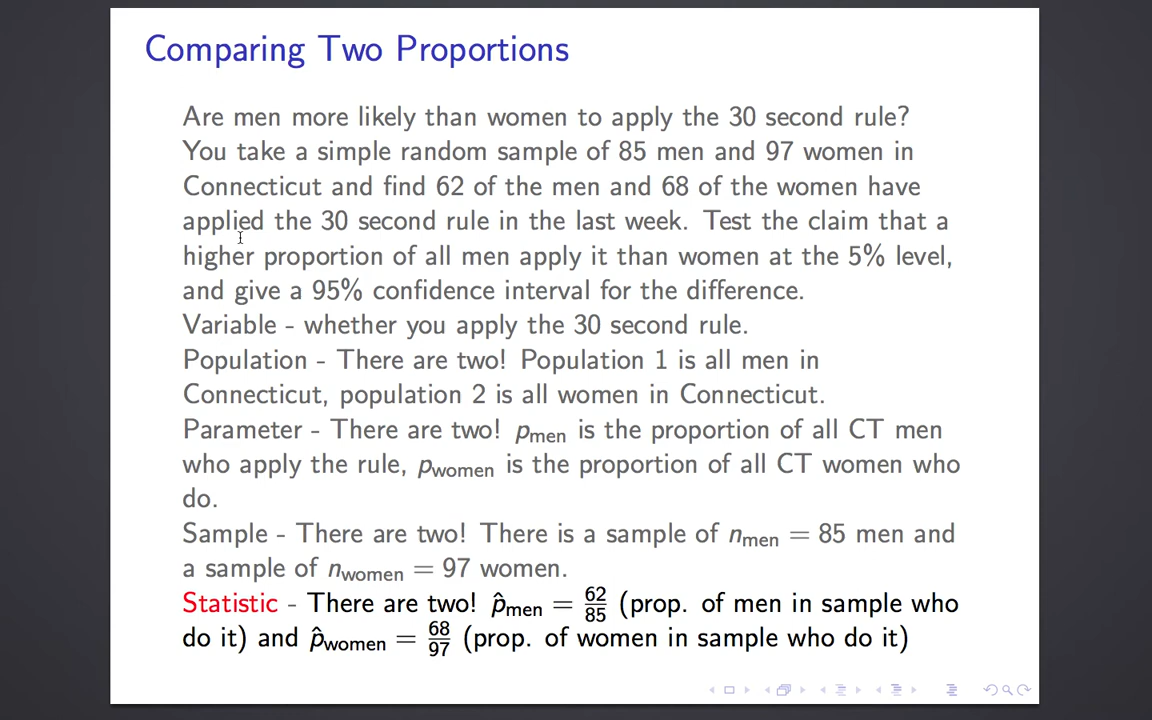 Comparing Two Proportions
Are men more likely than women to apply the 30 second rule?
You take a simple random sample of 85 men and 97 women in
Connecticut and find 62 of the men and 68 of the women have
applied the 30 second rule in the last week. Test the claim that a
higher proportion of all men apply it than women at the 5% level,
and give a 95% confidence interval for the difference.
Variable - whether you apply the 30 second rule.
Population - There are two! Population 1 is all men in
Connecticut, population 2 is all women in Connecticut.
Parameter - There are two! p_men is the proportion of all CT men
who apply the rule, p_women is the proportion of all CT women who
do.
Sample - There are two! There is a sample of n_men = 85 men and
a sample of n_women = 97 women.
Statistic - There are two! p̂_men = 62/85 (prop. of men in sample who
do it) and p̂_women = 68/97 (prop. of women in sample who do it)